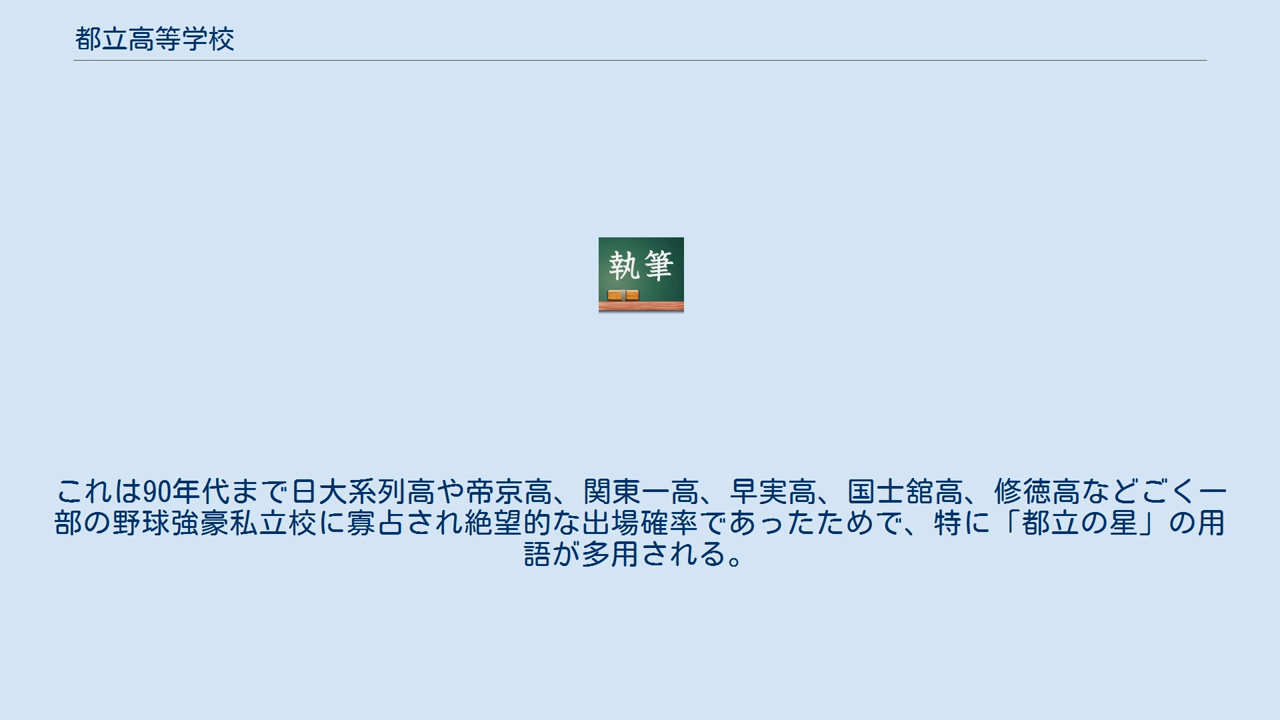 都立高等学校
執筆
これは90年代まで日大系列高や帝京高、関東一高、早実高、国士舘高、修徳高などごく一
部の野球強豪私立校に寡占され絶望的な出場確率であったためで、特に「都立の星」の用
語が多用される。